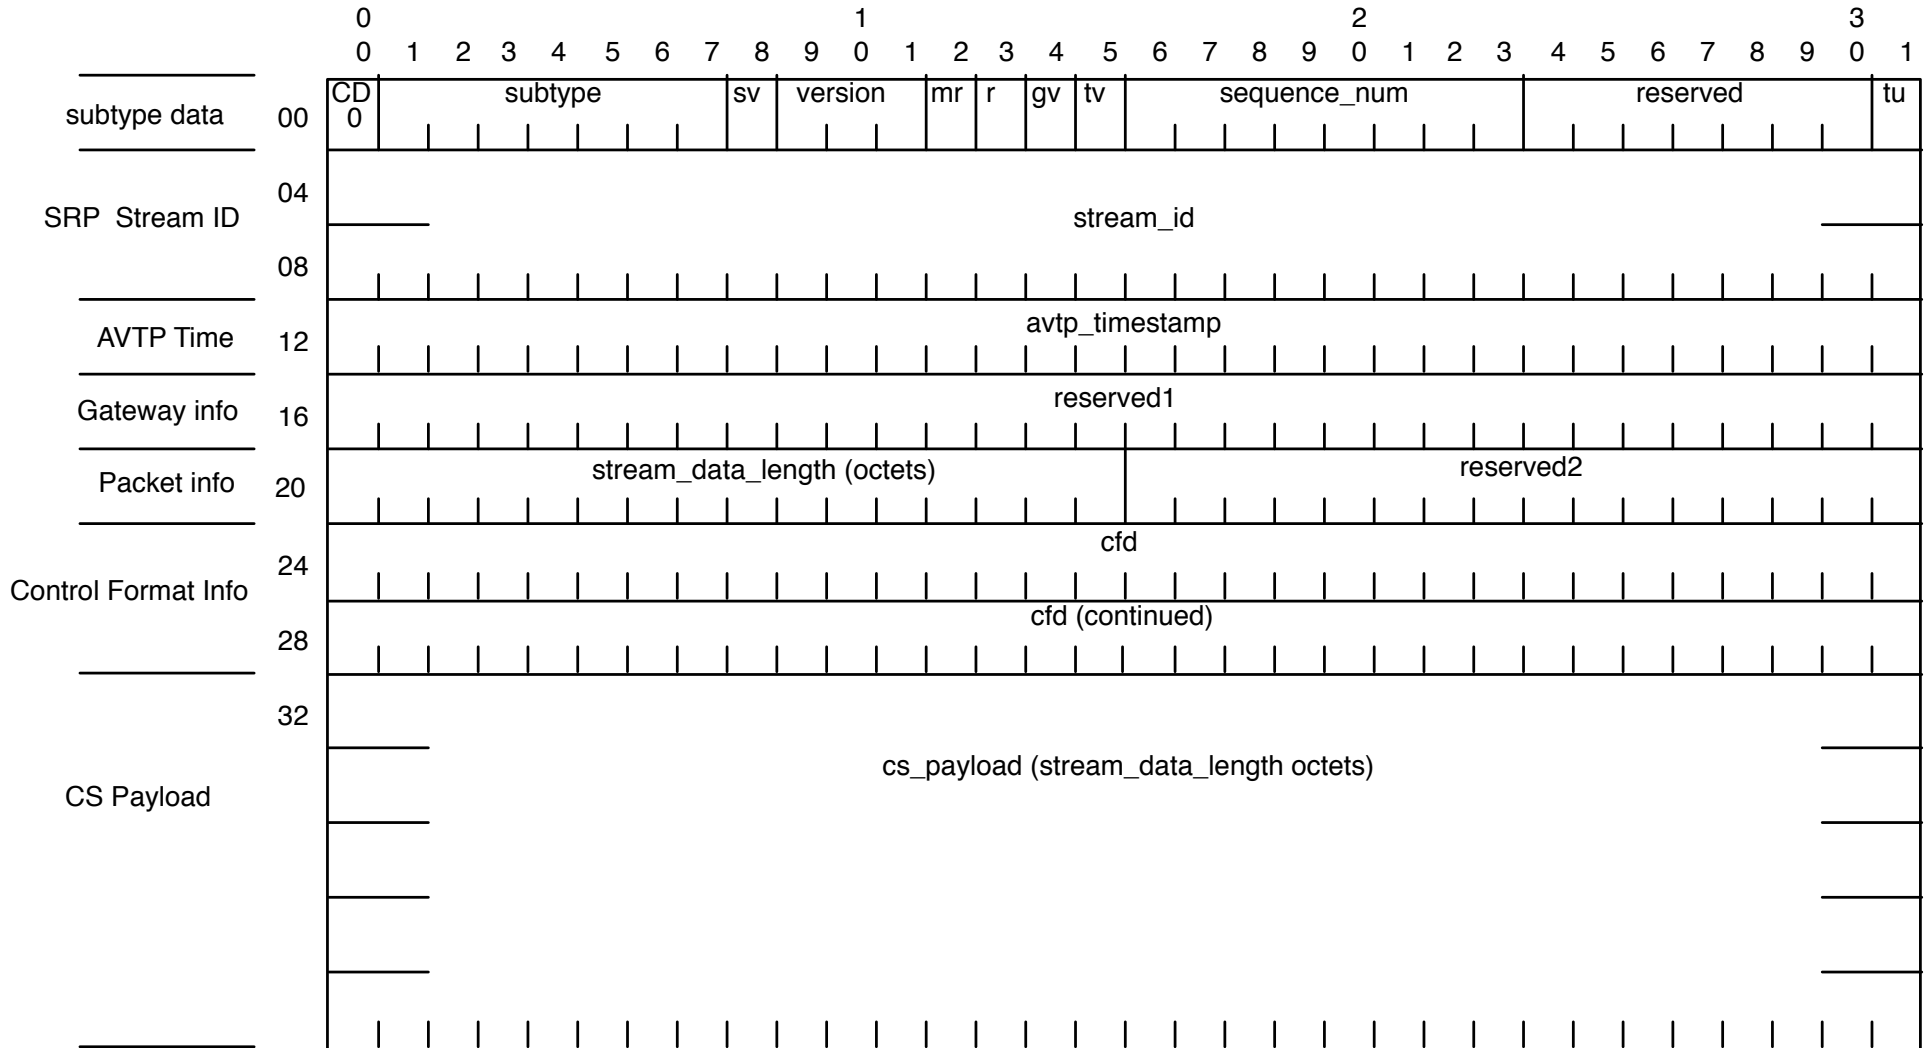 0 1 2 3
0 1 2 3 4 5 6 7 8 9 0 1 2 3 4 5 6 7 8 9 0 1 2 3 4 5 6 7 8 9 0 1
CD subtype sv version mr r gv tv sequence_num reserved tu
subtype data 00 0
04
SRP Stream ID stream_id
08
AVTP Time 12 avtp_timestamp
Gateway info 16 reserved1
Packet info 20 stream_data_length (octets) reserved2
cfd
24
Control Format Info
cfd (continued)
28
32
cs_payload (stream_data_length octets)
CS Payload